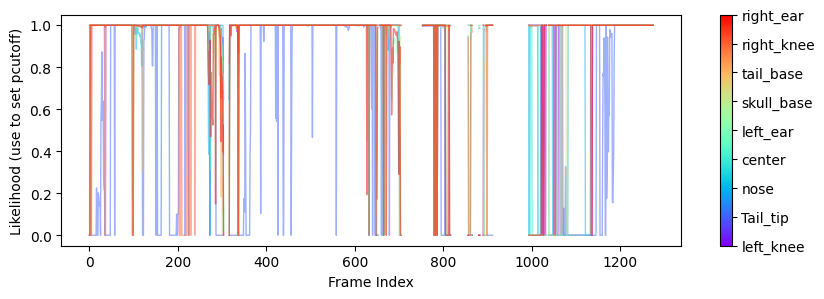 Likelihood (use to set pcutoff)
1.0
0.8
0.6
0.4
0.2
0.0
0
200
400
600
800
1000
1200
Frame Index
right_ear
right_knee
tail_base
skull_base
left_ear
center
nose
Tail_tip
left_knee